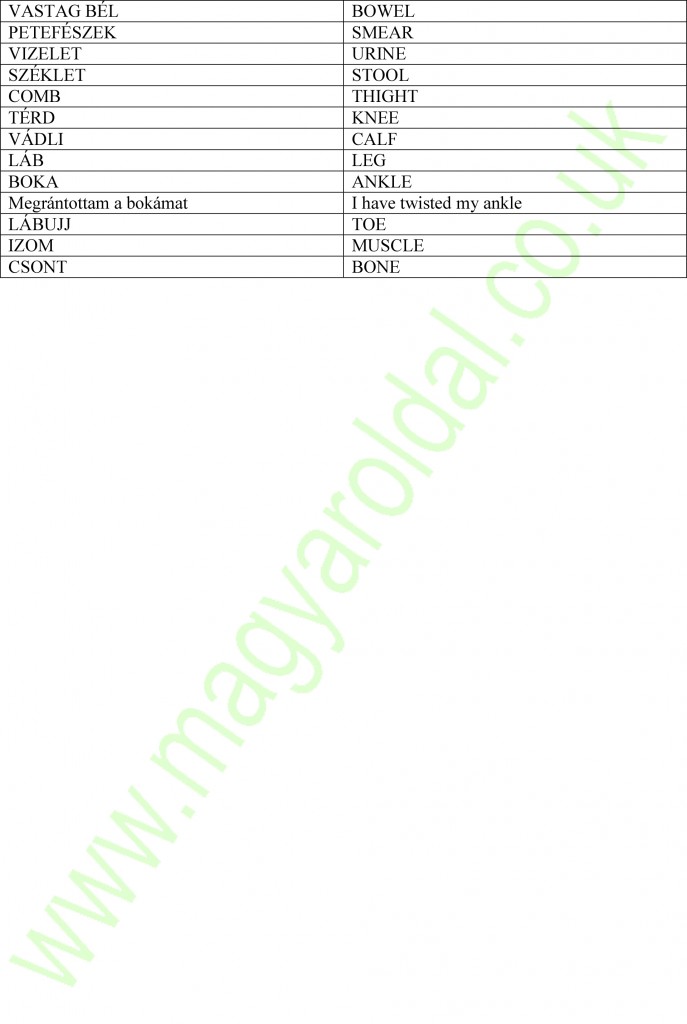 VASTAG BÉL BOWEL
PETEFÉSZEK SMEAR
VIZELET URINE
SZÉKLET STOOL
COMB THIGHT
TÉRD KNEE
VÁDLI CALF
LÁB LEG
BOKA ANKLE
Megrántottam a bokámat I have twisted my ankle
LÁBUJJ TOE
IZOM MUSCLE
CSONT BONE
www.magyaroldal.co.uk